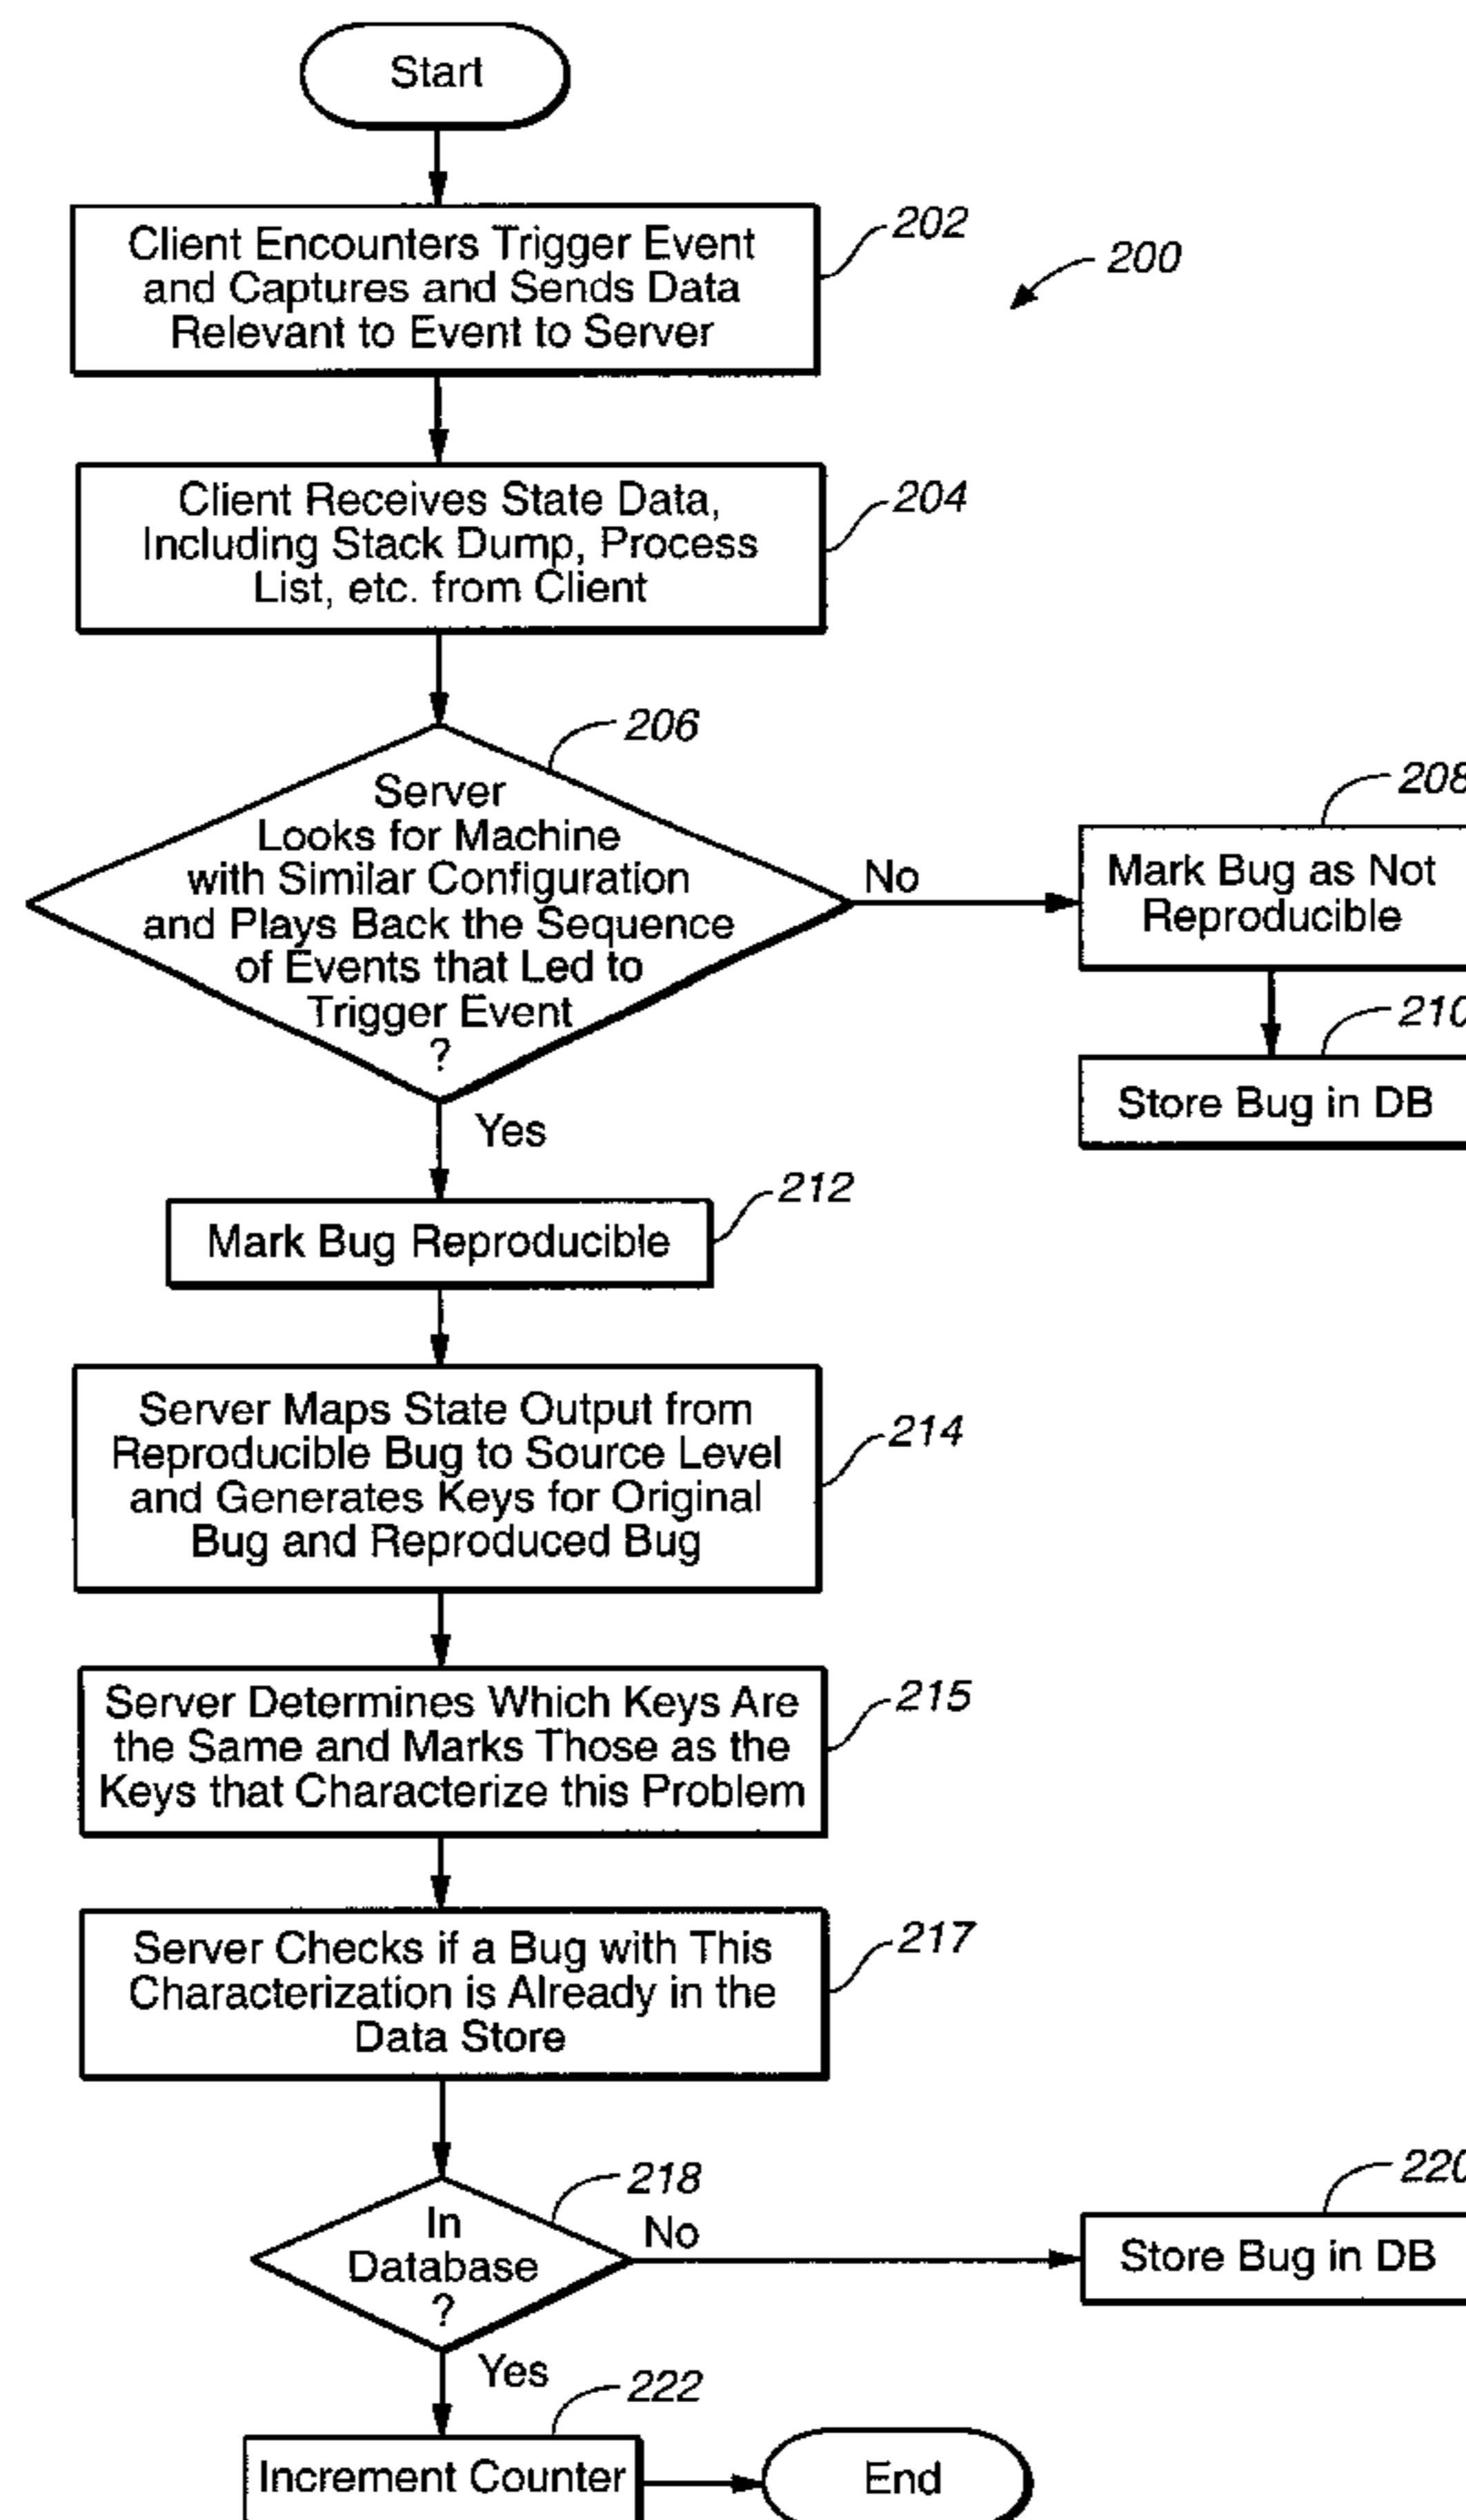 Start
Client Encounters Trigger Event
and Captures and Sends Data
Relevant to Event to Server
202
200
Client Receives State Data,
Including Stack Dump, Process
List, etc. from Client
204
206
Server
Looks for Machine
with Similar Configuration
and Plays Back the Sequence
of Events that Led to
Trigger Event
?
No
208
Mark Bug as Not
Reproducible
210
Store Bug in DB
Yes
212
Mark Bug Reproducible
Server Maps State Output from
Reproducible Bug to Source Level
and Generates Keys for Original
Bug and Reproduced Bug
214
Server Determines Which Keys Are
the Same and Marks Those as the
Keys that Characterize this Problem
215
Server Checks if a Bug with This
Characterization is Already in the
Data Store
217
218
In
Database
?
No
220
Store Bug in DB
Yes
222
Increment Counter
End